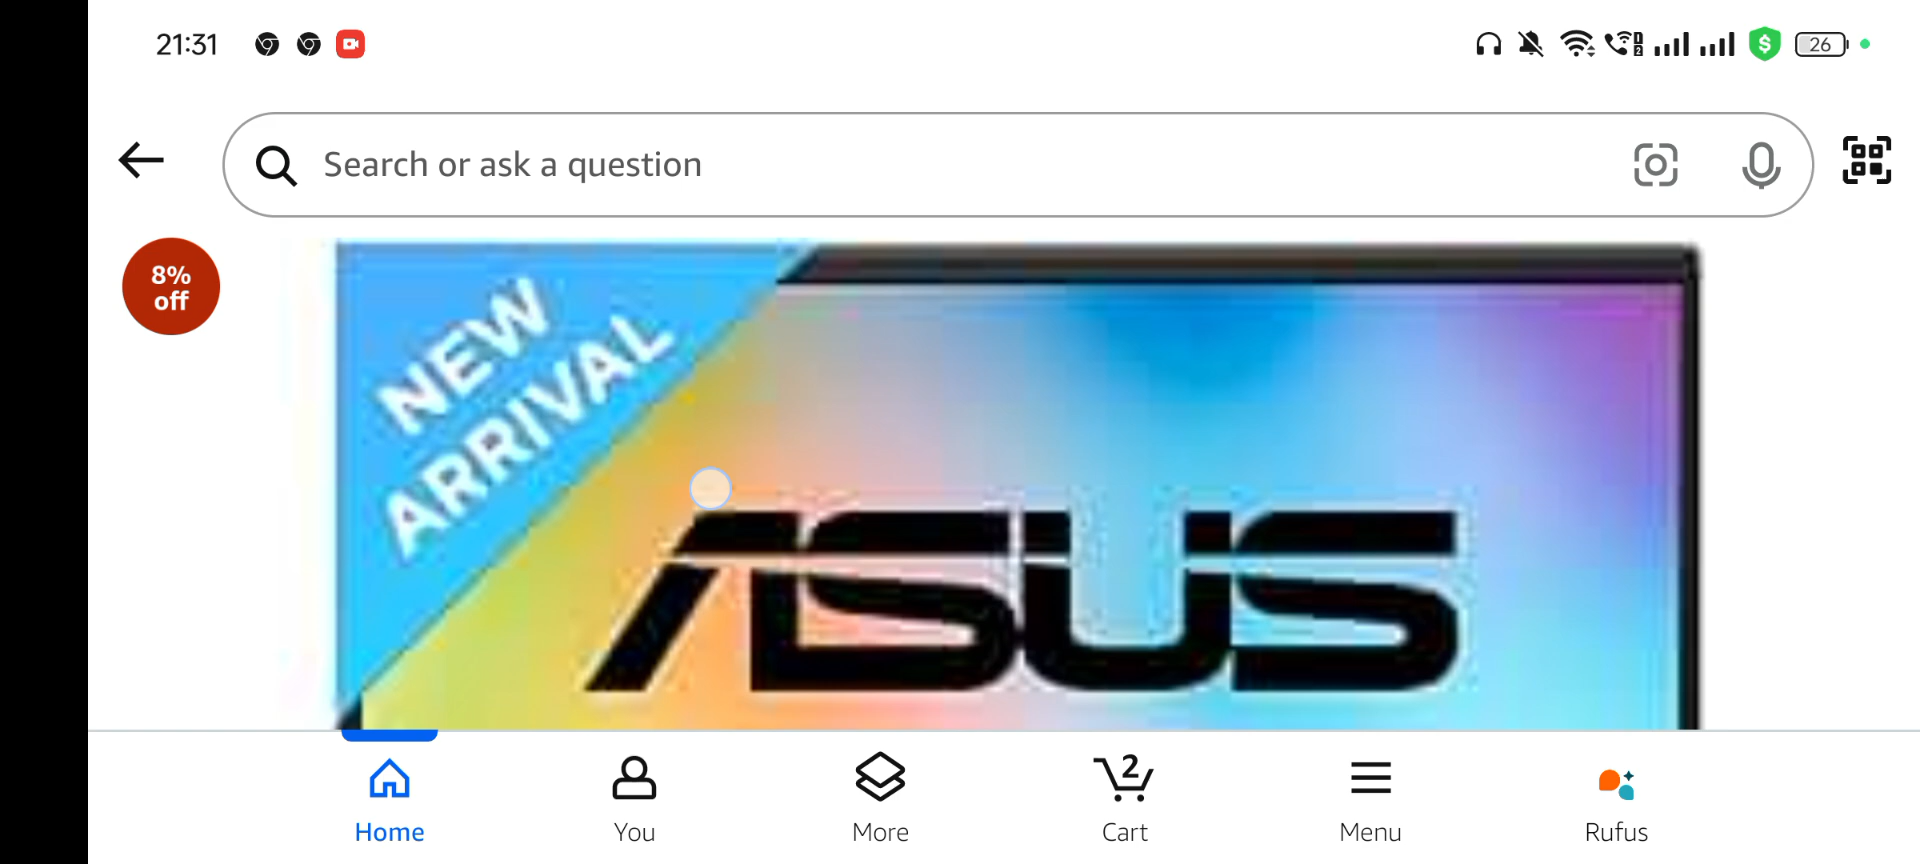 21:31
26
Search or ask a question
8%
off
NEW
ARRIVAL
ASUS
2
Home
You
More
Cart
Menu
Rufus